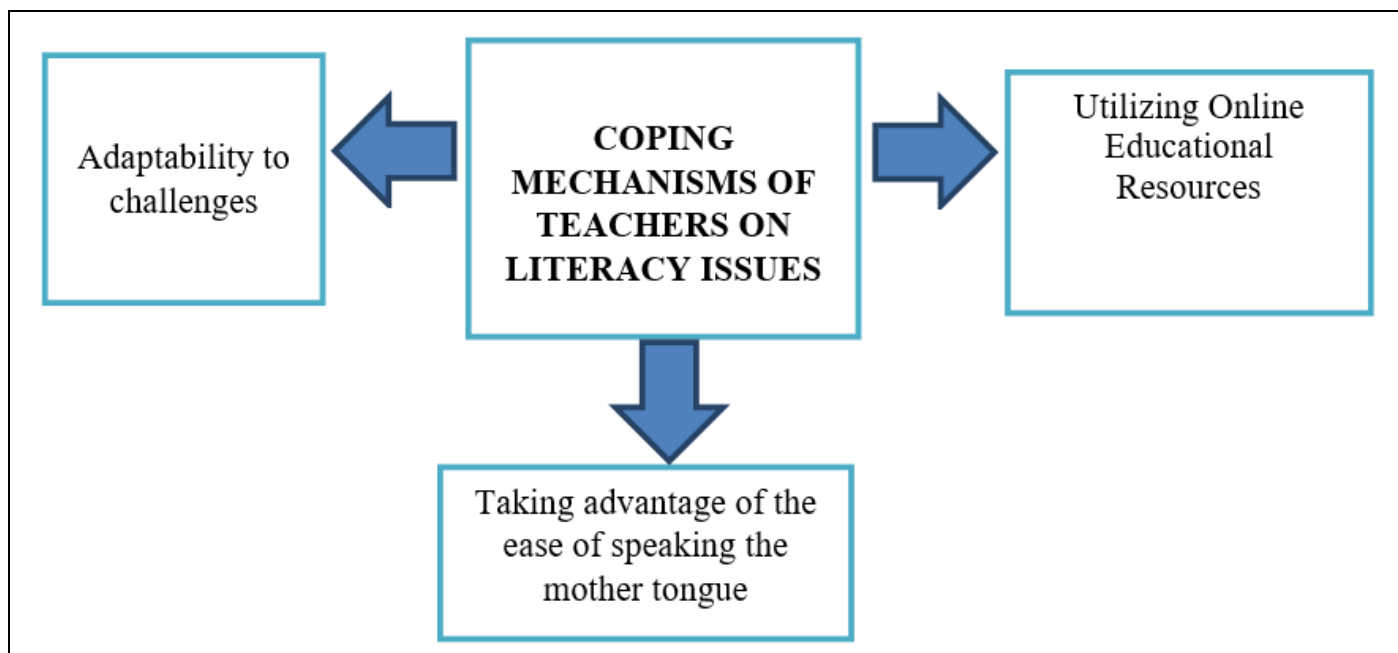 Adaptability to
challenges
COPING
MECHANISMS OF
TEACHERS ON
LITERACY ISSUES
Utilizing Online
Educational
Resources
Taking advantage of the
ease of speaking the
mother tongue